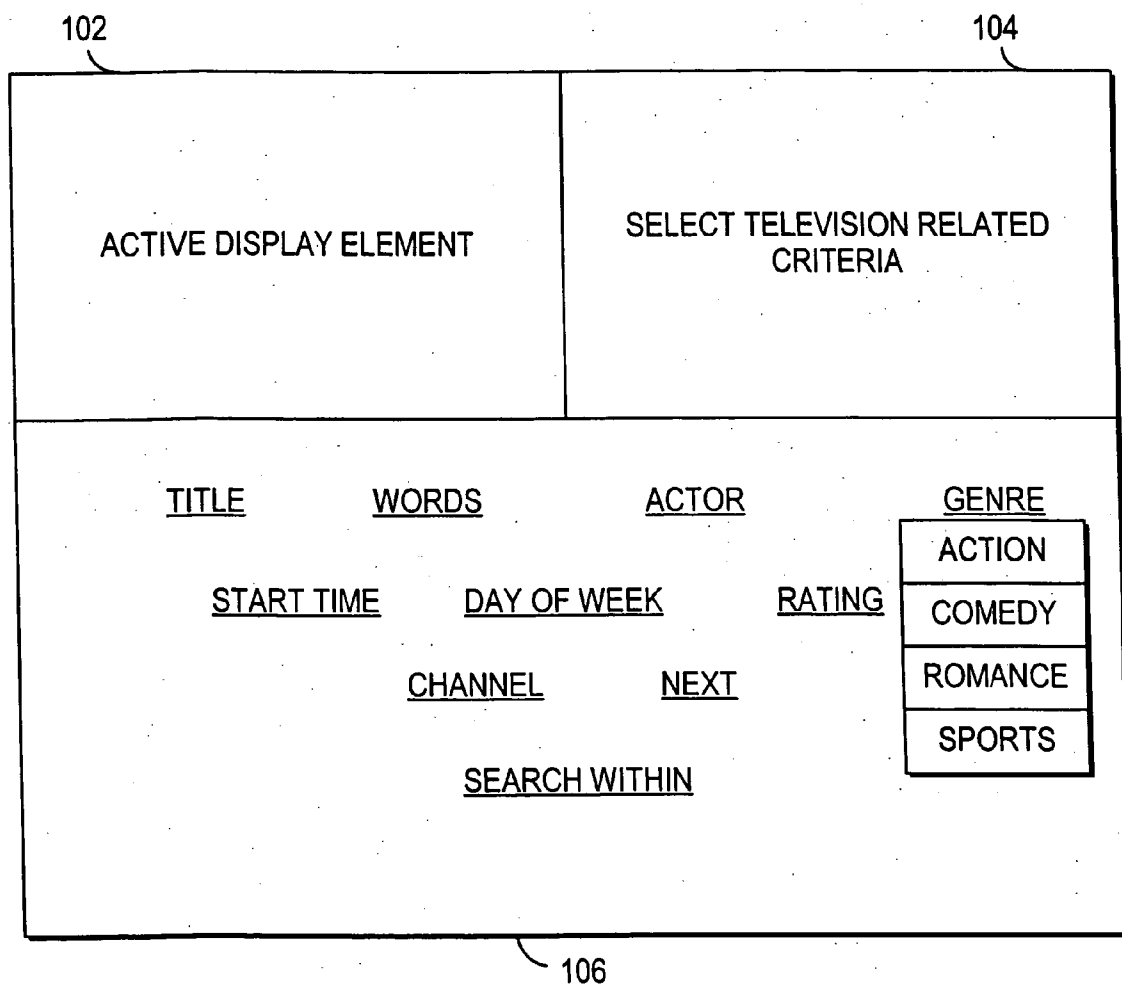 102
104
ACTIVE DISPLAY ELEMENT
SELECT TELEVISION RELATED
CRITERIA
TITLE WORDS ACTOR GENRE
ACTION
START TIME DAY OF WEEK RATING
COMEDY
CHANNEL NEXT
ROMANCE
SPORTS
SEARCH WITHIN
106